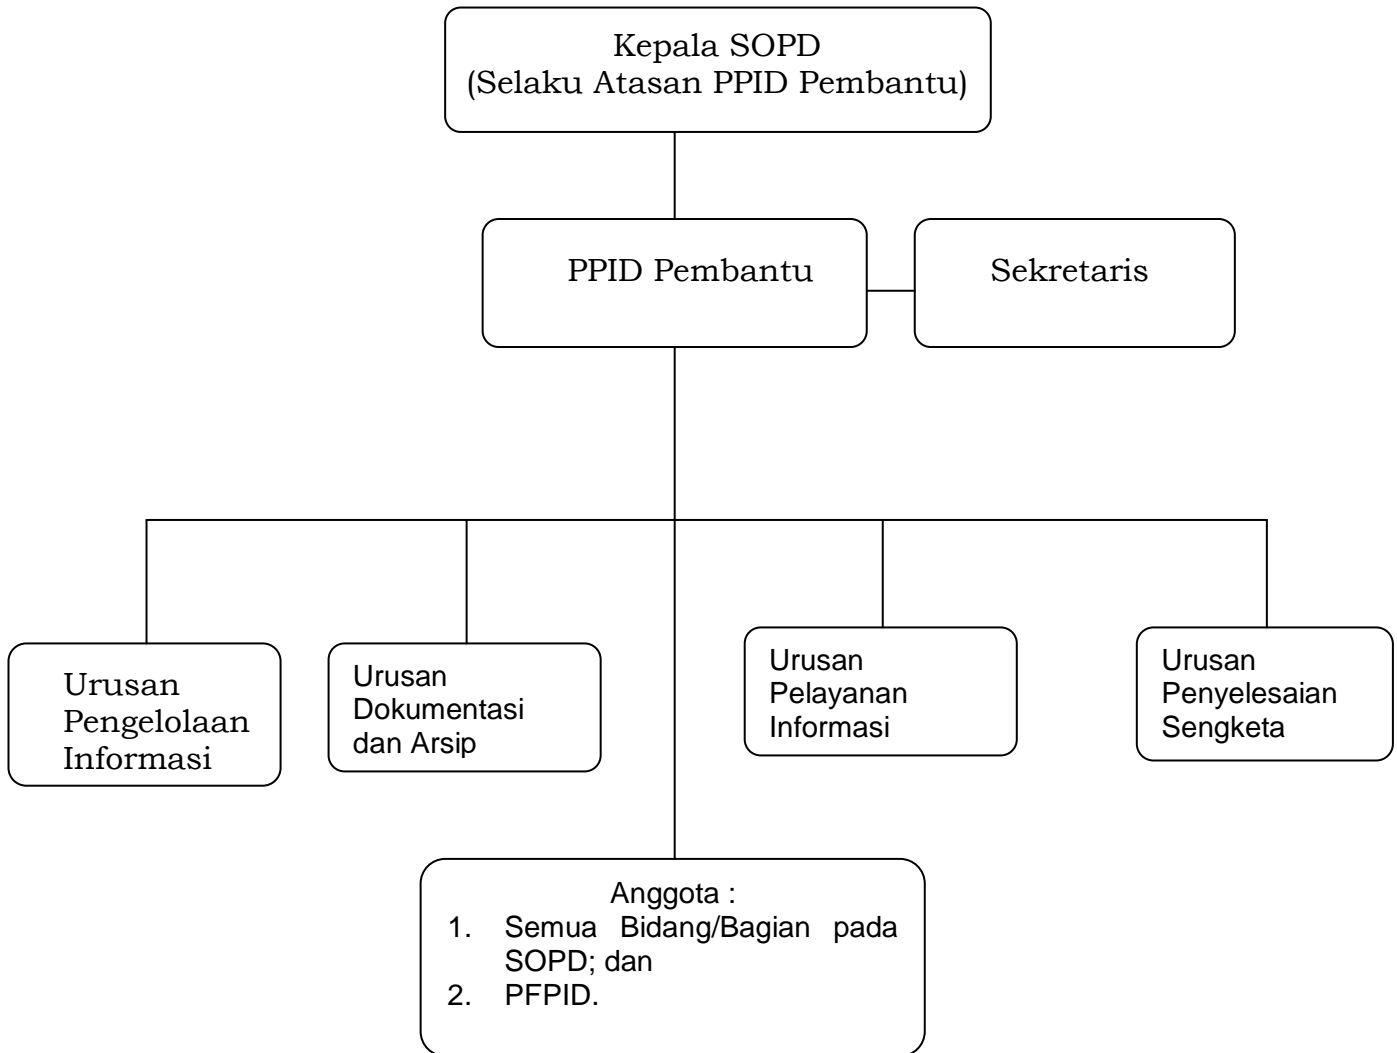 Kepala SOPD
(Selaku Atasan PPID Pembantu)
PPID Pembantu
Sekretaris
Urusan
Pengelolaan
Informasi
Urusan
Dokumentasi
dan Arsip
Urusan
Pelayanan
Informasi
Urusan
Penyelesaian
Sengketa
Anggota :
1. Semua Bidang/Bagian pada
SOPD; dan
2. PFPID.